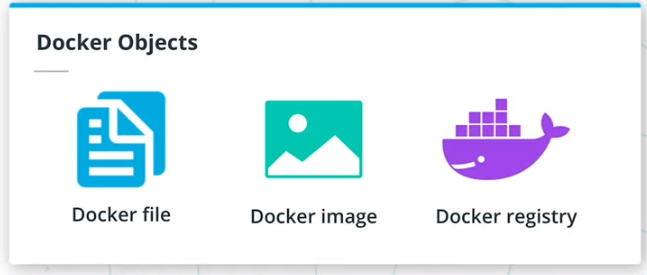 Docker Objects
Docker file
Docker image
Docker registry